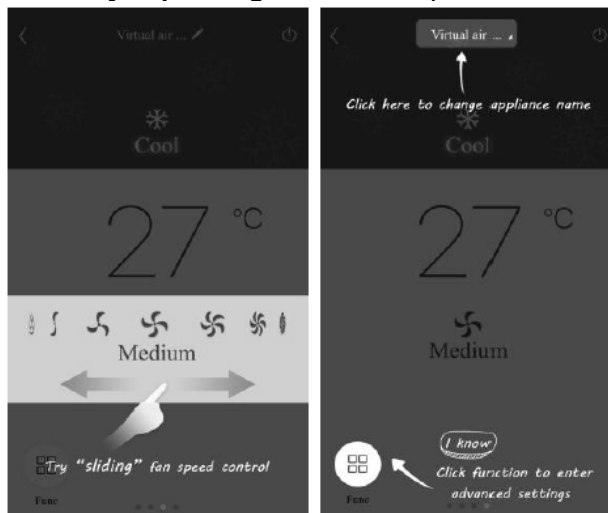 Virtual air ...
Cool
27 °C
Medium
Try "sliding" fan speed control
Func
Virtual air ...
Click here to change appliance name
Cool
27 °C
Medium
I know
Click function to enter
advanced settings
Func